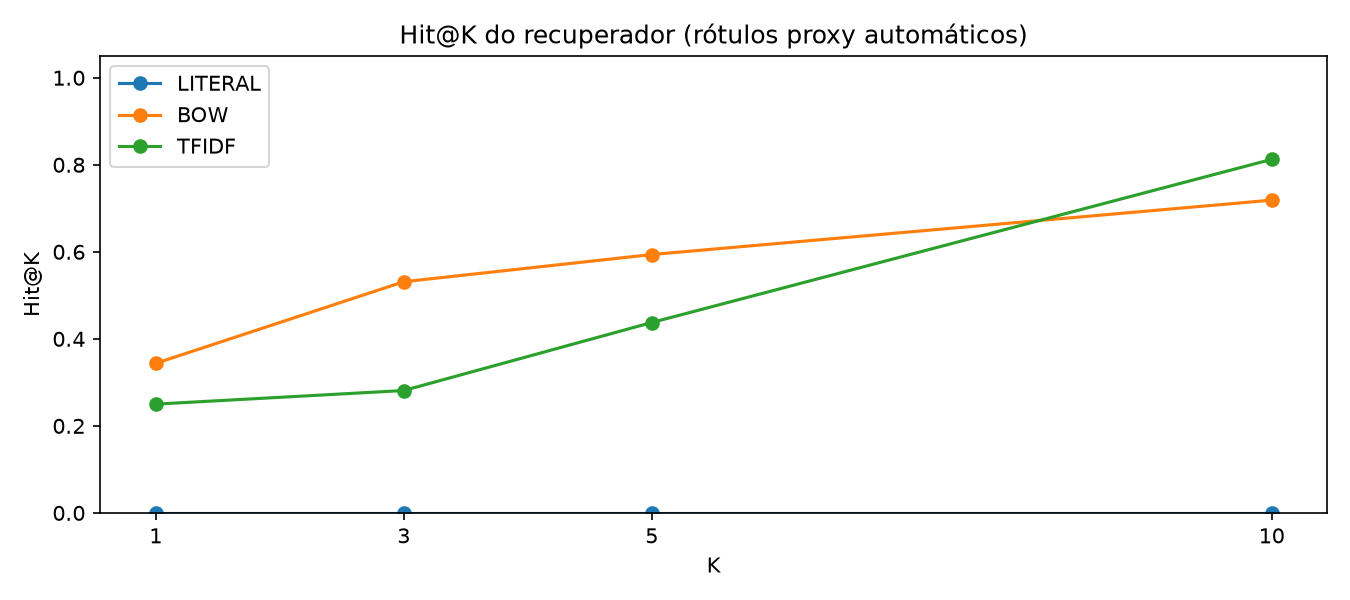 Hit@K do recuperador (rótulos proxy automáticos)
LITERAL
BOW
TFIDF
1.0
0.8
0.6
0.4
0.2
0.0
Hit@K
1 3 5 10
K